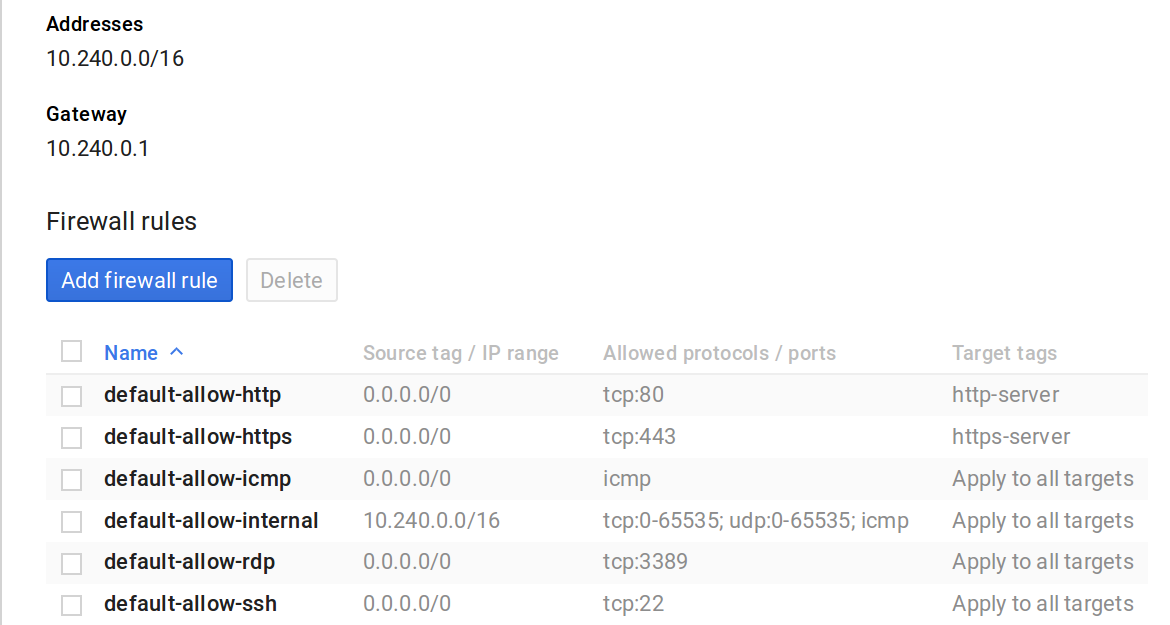 Addresses
10.240.0.0/16
Gateway
10.240.0.1
Firewall rules
Add firewall rule Delete
Name Source tag / IP range Allowed protocols / ports Target tags
default-allow-http 0.0.0.0/0 tcp:80 http-server
default-allow-https 0.0.0.0/0 tcp:443 https-server
default-allow-icmp 0.0.0.0/0 icmp Apply to all targets
default-allow-internal 10.240.0.0/16 tcp:0-65535; udp:0-65535; icmp Apply to all targets
default-allow-rdp 0.0.0.0/0 tcp:3389 Apply to all targets
default-allow-ssh 0.0.0.0/0 tcp:22 Apply to all targets